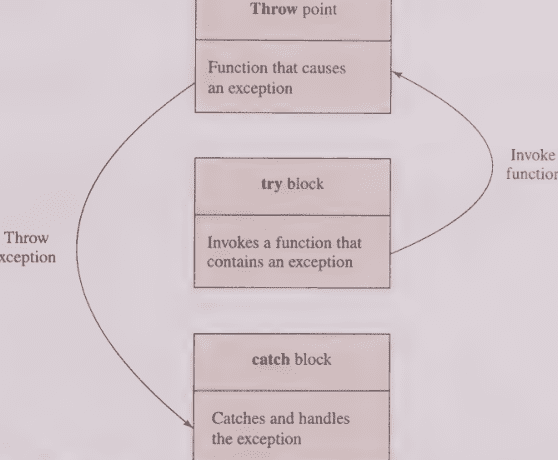 Throw point
Function that causes
an exception
Invoke
function
try block
Invokes a function that
contains an exception
Throw
xception
catch block
Catches and handles
the exception